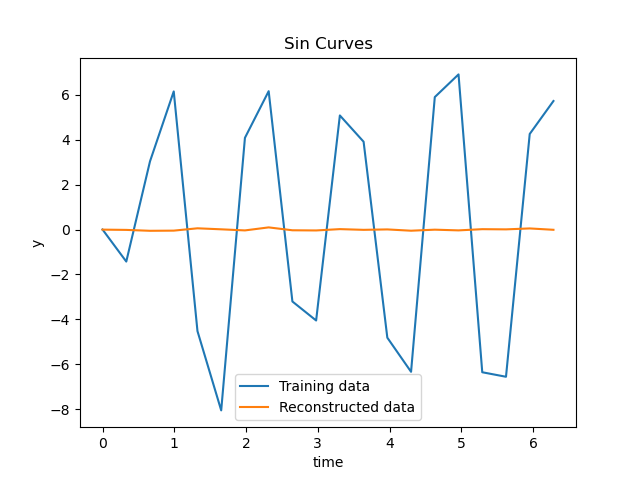 Sin Curves
6
4
2
0
−2
−4
−6
−8
y
Training data
Reconstructed data
0 1 2 3 4 5 6
time